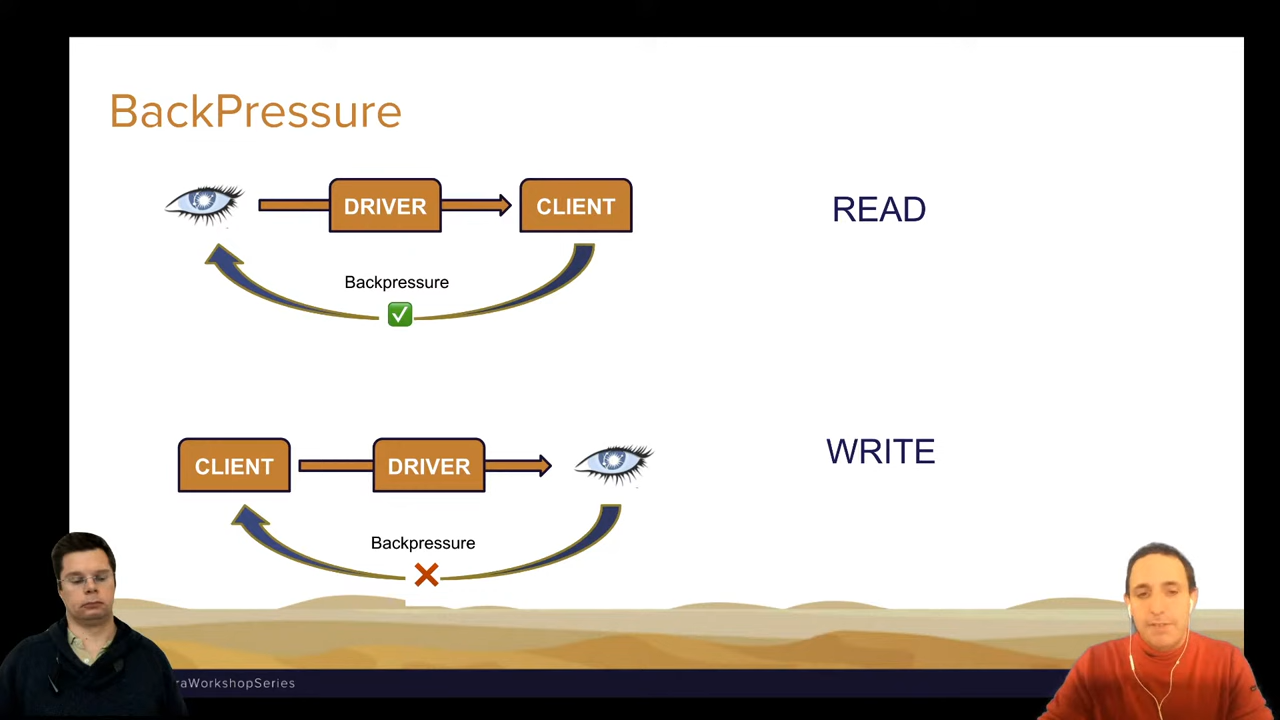 BackPressure
DRIVER
CLIENT
READ
Backpressure
CLIENT
DRIVER
WRITE
Backpressure
raWorkshopSeries